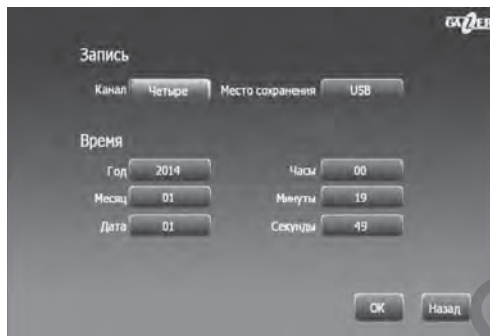 GAZER
Запись
Канал Четыре Место сохранения USB
Время
Год 2014 Часы 00
Месяц 01 Минуты 19
Дата 01 Секунды 49
OK Назад